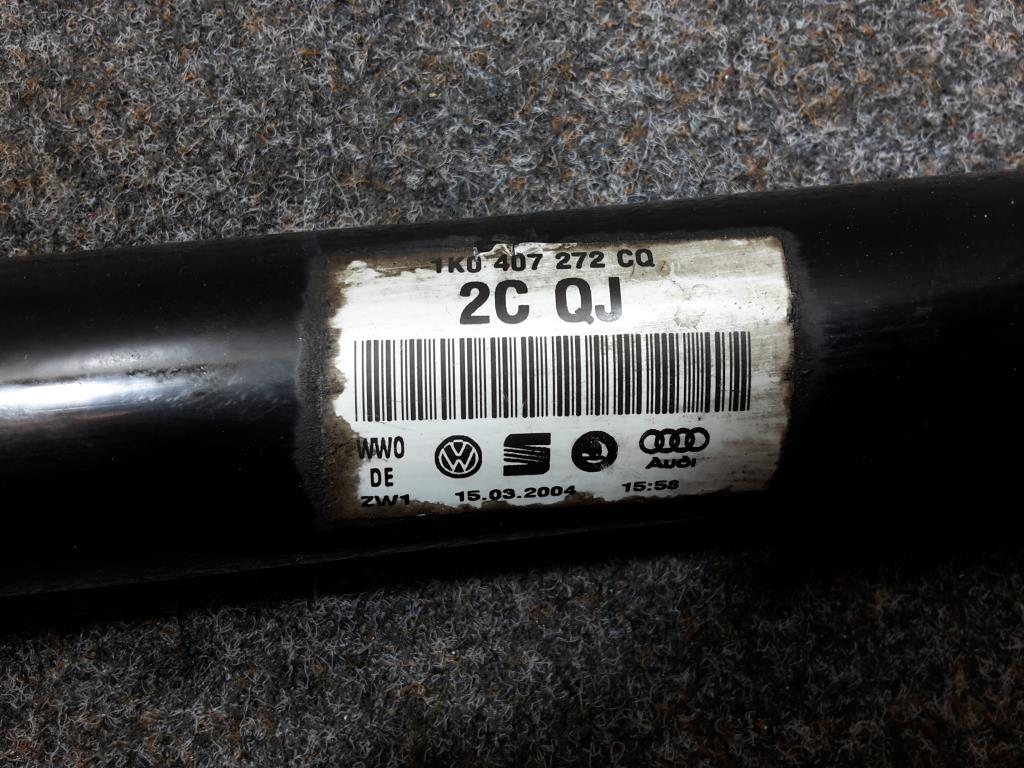 1K0 407 272 CQ
2C QJ
WWO
DE
Audi
ZW1 15.03.2004 15:58